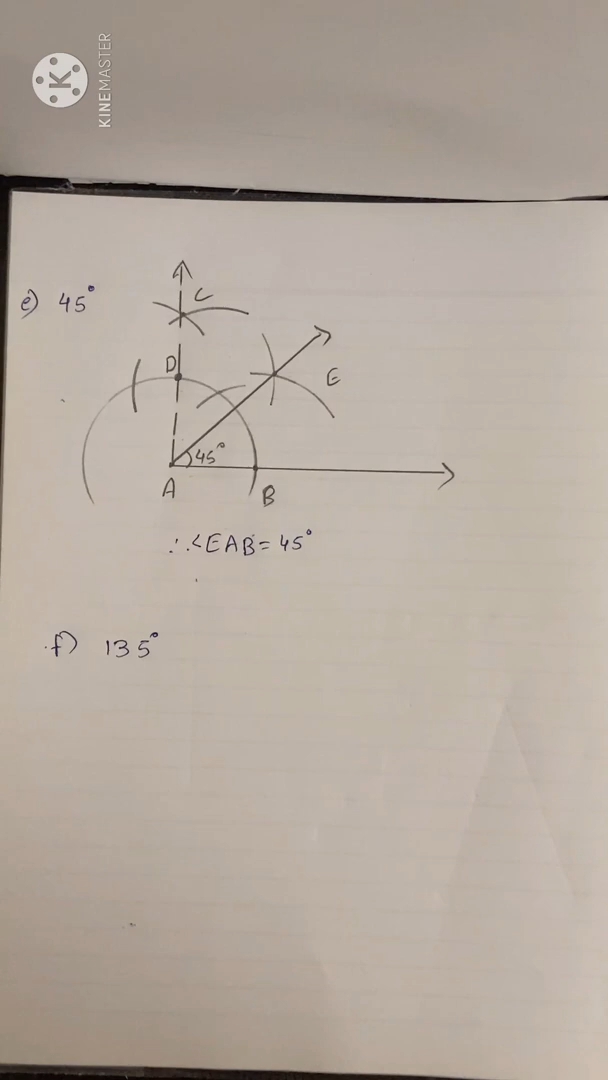 K
KINEMASTER
e) 45°
C
D
E
45°
A
B
∴<EAB = 45°
f) 135°